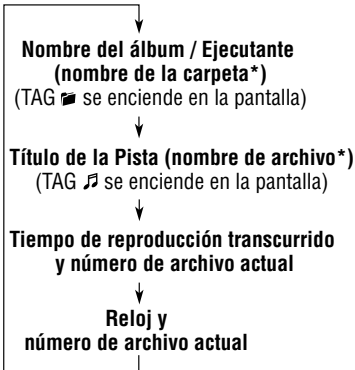 Nombre del álbum / Ejecutante
(nombre de la carpeta*)
(TAG se enciende en la pantalla)
Título de la Pista (nombre de archivo*)
(TAG se enciende en la pantalla)
Tiempo de reproducción transcurrido
y número de archivo actual
Reloj y
número de archivo actual